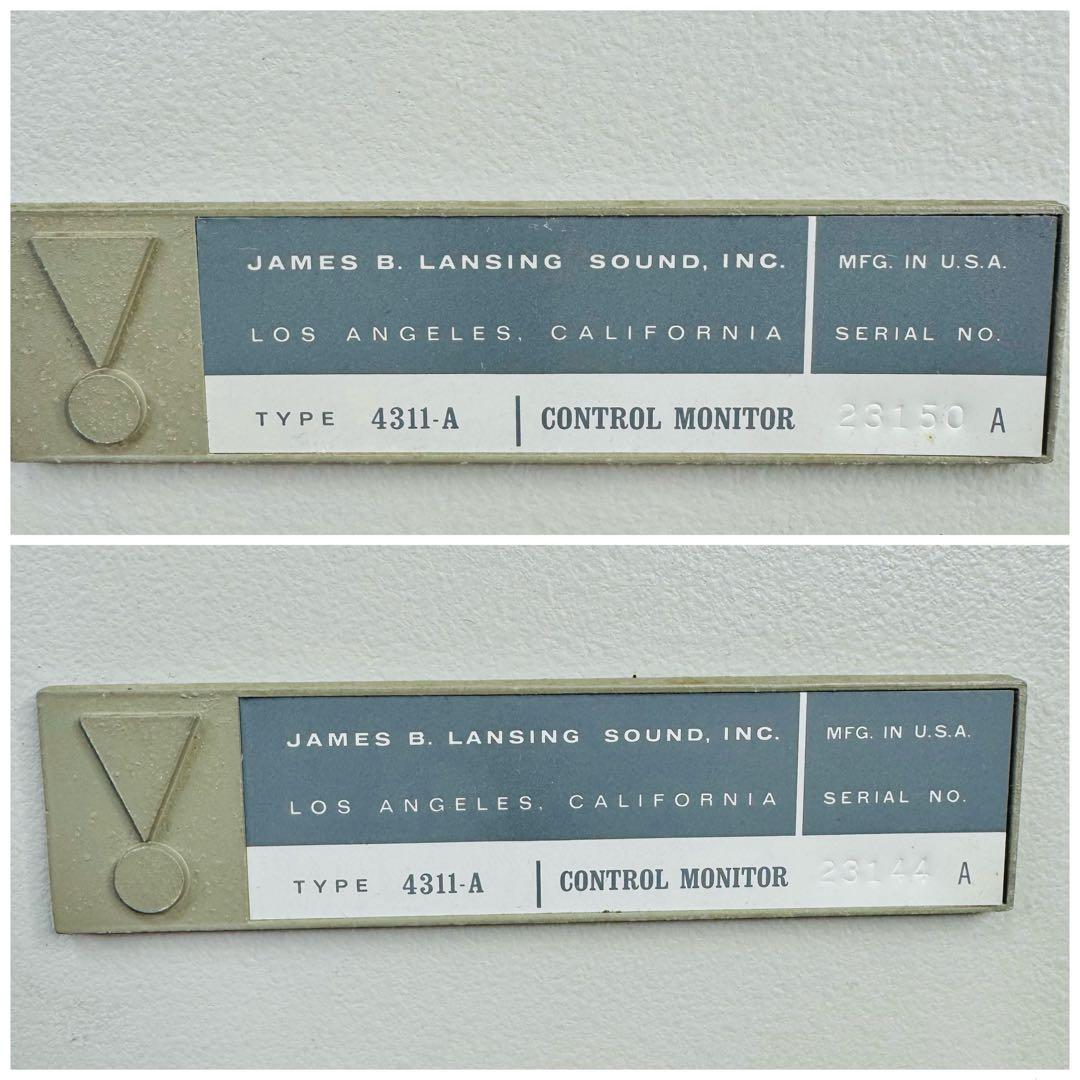 JAMES B. LANSING SOUND, INC.
LOS ANGELES, CALIFORNIA
MFG. IN U.S.A.
SERIAL NO.
TYPE 4311-A | CONTROL MONITOR 23150 A
JAMES B. LANSING SOUND, INC.
LOS ANGELES, CALIFORNIA
MFG. IN U.S.A.
SERIAL NO.
TYPE 4311-A | CONTROL MONITOR 23144 A